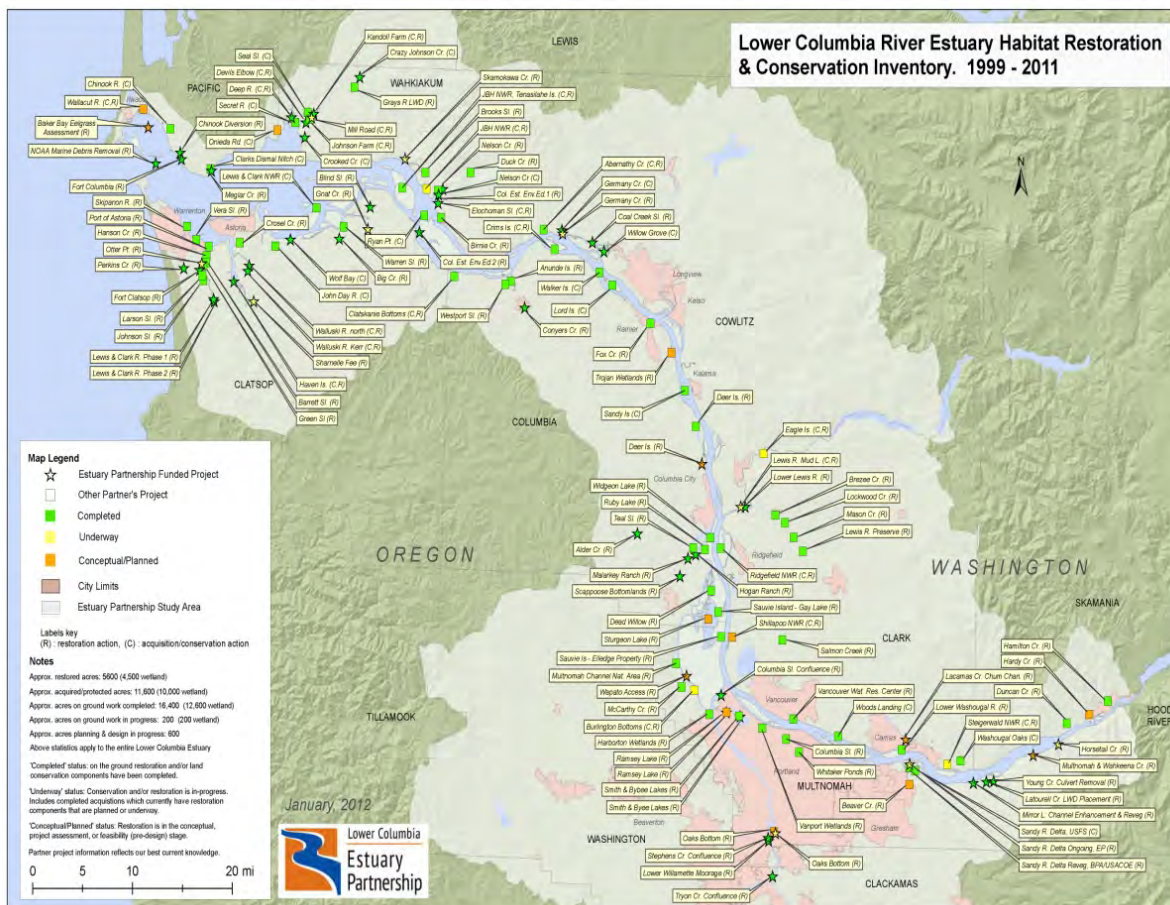 Lower Columbia River Estuary Habitat Restoration
& Conservation Inventory. 1999 - 2011
LEWIS
PACIFIC
WAHKIAKUM
COWLITZ
CLATSOP
COLUMBIA
OREGON
WASHINGTON
SKAMANIA
CLARK
TILLAMOOK
HOOD
RIVER
MULTNOMAH
WASHINGTON
CLACKAMAS
N
Kandoll Farm (C,R)
Crazy Johnson Cr. (C)
Seal Sl. (C)
Devils Elbow (C,R)
Deep R. (C,R)
Secret R. (C)
Oneida Rd. (C)
Chinook R. (C)
Wallacut R. (C,R)
Baker Bay Eelgrass
Assessment (R)
NOAA Marine Debris Removal (R)
Chinook Diversion (R)
Fort Columbia (R)
Grays R LWD (R)
Mill Road (C,R)
Johnson Farm (C,R)
Crooked Cr. (C)
Clarks Dismal Nitch (C)
Lewis & Clark NWR (C)
Megler Cr. (R)
Blind Sl. (R)
Gnat Cr. (R)
Skamokawa Cr. (R)
JBH NWR, Tenasilahe Is. (C,R)
Brooks Sl. (R)
JBH NWR (C,R)
Nelson Cr. (R)
Duck Cr. (R)
Nelson Cr (C)
Col. Est. Env Ed.1 (R)
Elochoman Sl. (C,R)
Crims Is. (C,R)
Birnie Cr. (R)
Col. Est. Env Ed.2 (R)
Ryan Pt. (C)
Abernathy Cr. (C,R)
Germany Cr. (C)
Germany Cr. (R)
Coal Creek Sl. (R)
Willow Grove (C)
Skipanon R. (R)
Port of Astoria (R)
Hanson Cr. (R)
Otter Pt. (R)
Perkins Cr. (R)
Warrenton
Vera Sl. (R)
Astoria
Crosel Cr. (R)
Fort Clatsop (R)
Larson Sl. (R)
Johnson Sl. (R)
Lewis & Clark R. Phase 1 (R)
Lewis & Clark R. Phase 2 (R)
Warren Sl. (R)
Wolf Bay (C)
Big Cr. (R)
John Day R. (C)
Clatskanie Bottoms (C,R)
Westport Sl. (R)
Anunde Is. (R)
Walker Is. (C)
Lord Is. (C)
Conyers Cr. (R)
Walluski R. north (C,R)
Walluski R. Kerr (C,R)
Sharnelle Fee (R)
Haven Is. (C,R)
Barrett Sl. (R)
Green Sl (R)
Longview
Kelso
Rainier
Fox Cr. (R)
Trojan Wetlands (R)
Kalama
Sandy Is (C)
Deer Is. (R)
Deer Is. (R)
Columbia City
Eagle Is. (C,R)
Lewis R. Mud L. (C,R)
Lower Lewis R. (R)
Brezee Cr. (R)
Lockwood Cr. (R)
Mason Cr. (R)
Lewis R. Preserve (R)
Widgeon Lake (R)
Ruby Lake (R)
Teal Sl. (R)
Alder Cr. (R)
Malarkey Ranch (R)
Scappoose Bottomlands (R)
Ridgefield
Ridgefield NWR (C,R)
Hogan Ranch (R)
Dead Willow (R)
Sturgeon Lake (R)
Sauvie Island - Gay Lake (R)
Shillapoo NWR (C,R)
Salmon Creek (R)
Sauvie Is - Elledge Property (R)
Multnomah Channel Nat. Area (R)
Wapato Access (R)
McCarthy Cr. (R)
Burlington Bottoms (C,R)
Harborton Wetlands (R)
Ramsey Lake (R)
Ramsey Lake (R)
Smith & Bybee Lakes (R)
Smith & Byee Lakes (R)
Columbia Sl. Confluence (R)
Vancouver
Vancouver Wat. Res. Center (R)
Woods Landing (C)
Columbia Sl. (R)
Whitaker Ponds (R)
Portland
Vanport Wetlands (R)
Beaver Cr. (R)
Gresham
Beaverton
Camas
Hamilton Cr. (R)
Hardy Cr. (R)
Lacamas Cr. Chum Chan. (R)
Duncan Cr. (R)
Lower Washougal R. (R)
Steigerwald NWR (C,R)
Washougal Oaks (C)
Horsetail Cr. (R)
Multnomah & Wahkeena Cr. (R)
Young Cr. Culvert Removal (R)
Latourell Cr. LWD Placement (R)
Mirror L. Channel Enhancement & Reveg (R)
Sandy R. Delta, USFS (C)
Sandy R. Delta Ongoing, EP (R)
Sandy R. Delta Reveg, BPA/USACOE (R)
Oaks Bottom (R)
Stephens Cr. Confluence (R)
Lower Willamette Mooraga (R)
Tryon Cr. Confluence (R)
Oaks Bottom (R)
Map Legend
Estuary Partnership Funded Project
Other Partner's Project
Completed
Underway
Conceptual/Planned
City Limits
Estuary Partnership Study Area
Labels key
(R) : restoration action, (C) : acquisition/conservation action
Notes
Approx. restored acres: 5600 (4,500 wetland)
Approx. acquired/protected acres: 11,600 (10,000 wetland)
Approx. acres on ground work completed: 16,400 (12,600 wetland)
Approx. acres on ground work in progress: 200 (200 wetland)
Approx. acres planning & design in progress: 600
Above statistics apply to the entire Lower Columbia Estuary
'Completed' status: on the ground restoration and/or land
conservation components have been completed.
'Underway' status: Conservation and/or restoration is in-progress.
Includes completed acquistions which currently have restoration
components that are planned or underway.
'Conceptual/Planned' status: Restoration is in the conceptual,
project assessment, or feasibility (pre-design) stage.
Partner project information reflects our best current knowledge.
0 5 10 20 mi
January, 2012
Lower Columbia
Estuary
Partnership